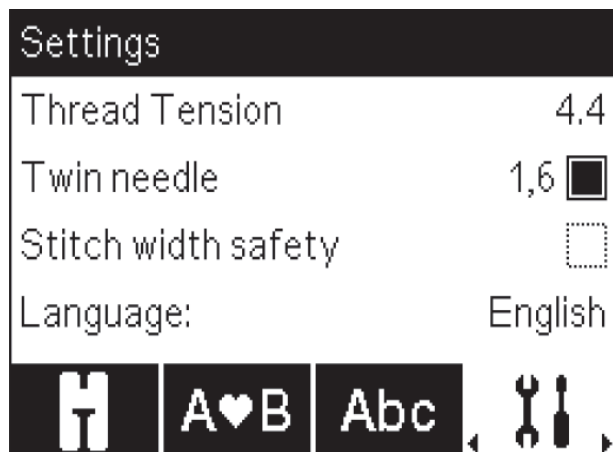 Settings
Thread Tension 4.4
Twin needle 1,6
Stitch width safety
Language: English
A♥B Abc